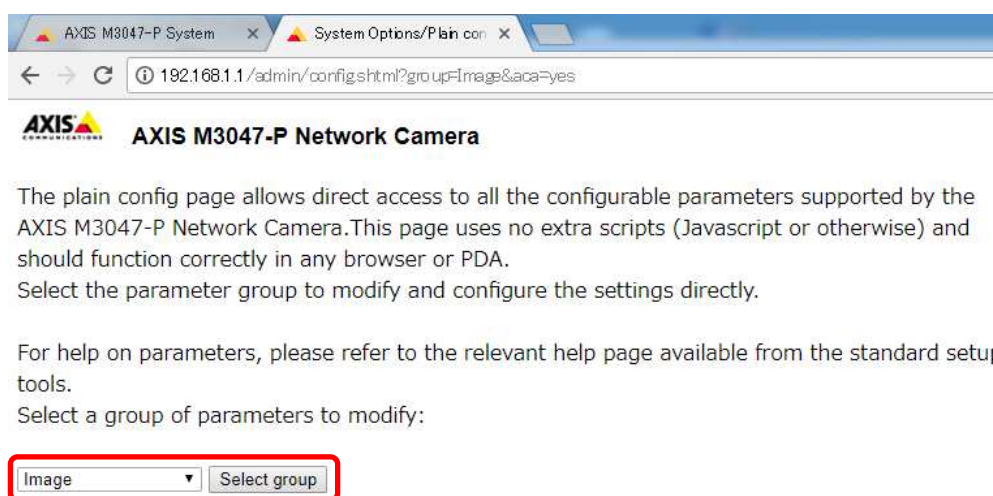 AXIS M3047-P System
System Options/Plain con
192.168.1.1/admin/config.shtml?group=Image&aca=yes
AXIS
COMMUNICATIONS
AXIS M3047-P Network Camera
The plain config page allows direct access to all the configurable parameters supported by the
AXIS M3047-P Network Camera.This page uses no extra scripts (Javascript or otherwise) and
should function correctly in any browser or PDA.
Select the parameter group to modify and configure the settings directly.
For help on parameters, please refer to the relevant help page available from the standard setup
tools.
Select a group of parameters to modify:
Image
Select group